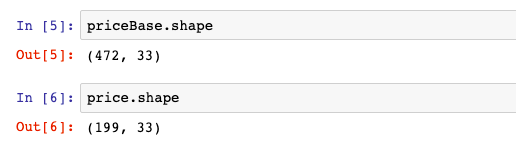 In [5]: priceBase.shape
Out[5]: (472, 33)
In [6]: price.shape
Out[6]: (199, 33)